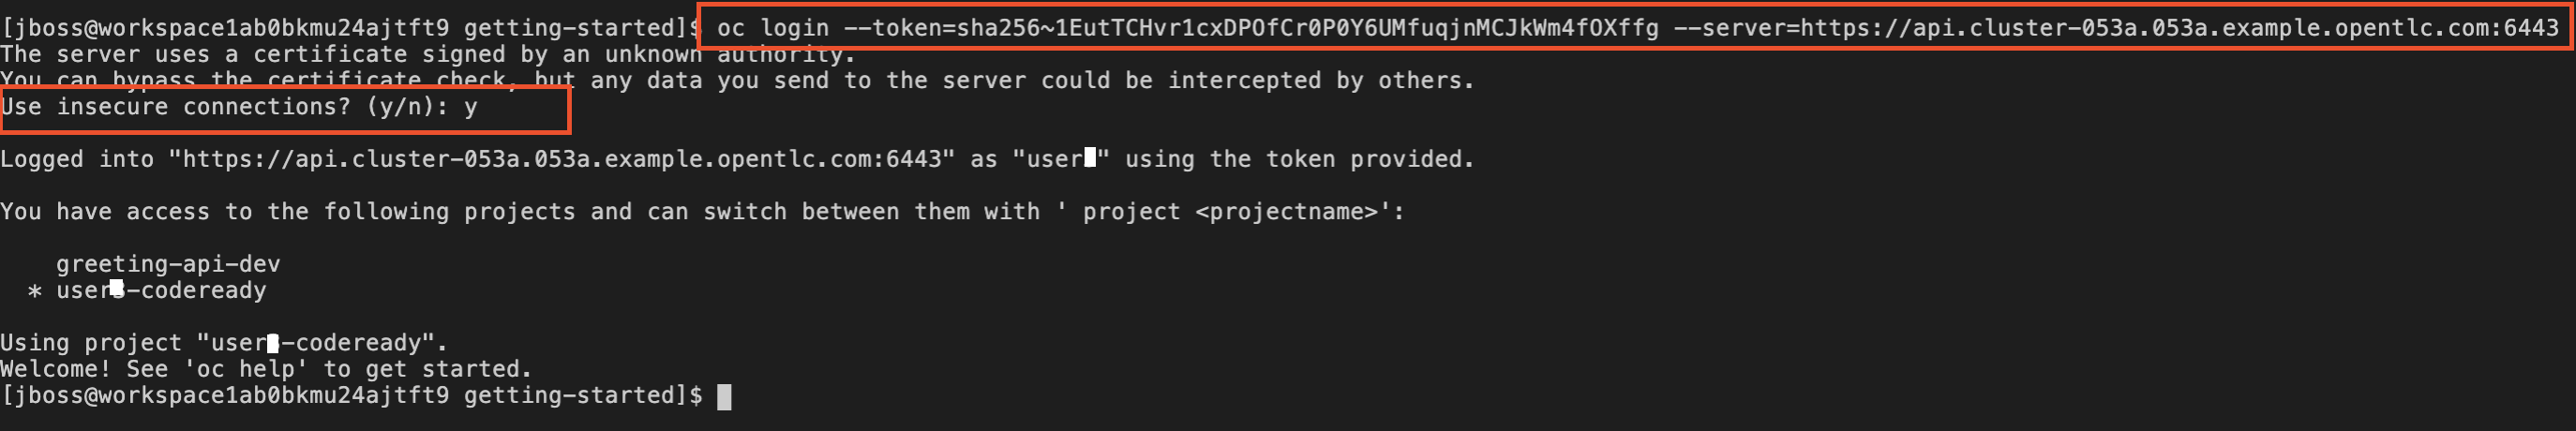 [jboss@workspace1ab0bkmu24ajtft9 getting-started]$ oc login --token=sha256~1EutTCHvr1cxDPOfCr0P0Y6UMfuqjnMCJkWm4fOXffg --server=https://api.cluster-053a.053a.example.opentlc.com:6443
The server uses a certificate signed by an unknown authority.
You can bypass the certificate check, but any data you send to the server could be intercepted by others.
Use insecure connections? (y/n): y
Logged into "https://api.cluster-053a.053a.example.opentlc.com:6443" as "user" using the token provided.
You have access to the following projects and can switch between them with ' project <projectname>':
greeting-api-dev
* user-codeready
Using project "user-codeready".
Welcome! See 'oc help' to get started.
[jboss@workspace1ab0bkmu24ajtft9 getting-started]$